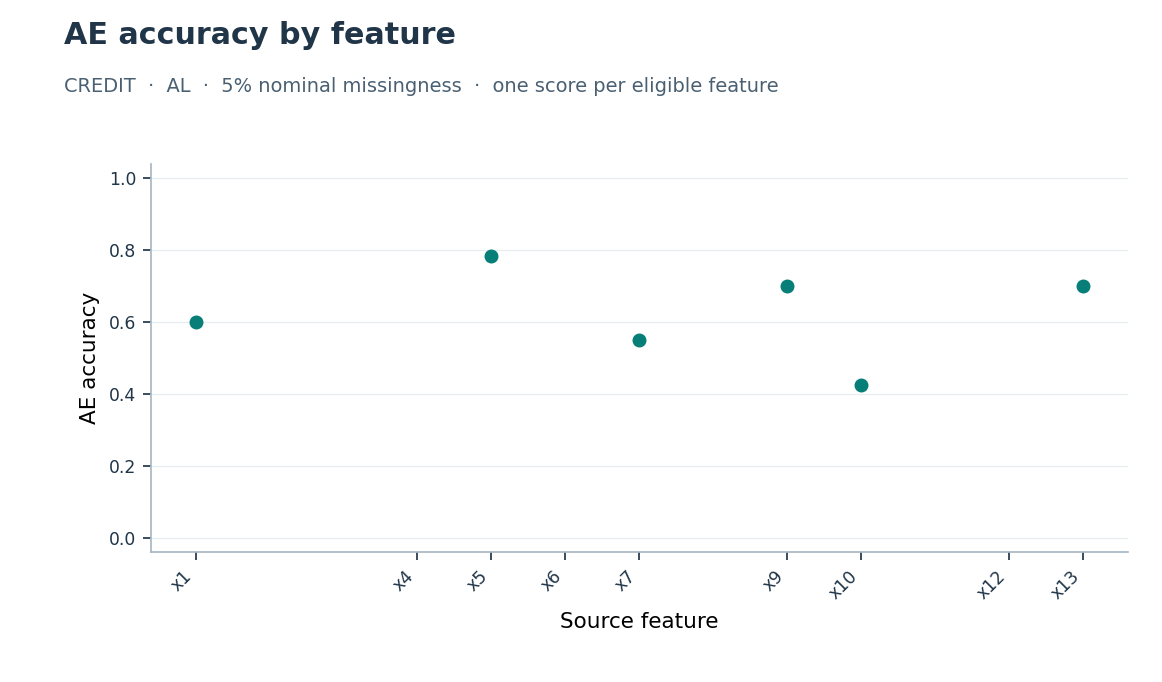 AE accuracy by feature
CREDIT · AL · 5% nominal missingness · one score per eligible feature
1.0
0.8
0.6
0.4
0.2
0.0
AE accuracy
x1 x4 x5 x6 x7 x9 x10 x12 x13
Source feature